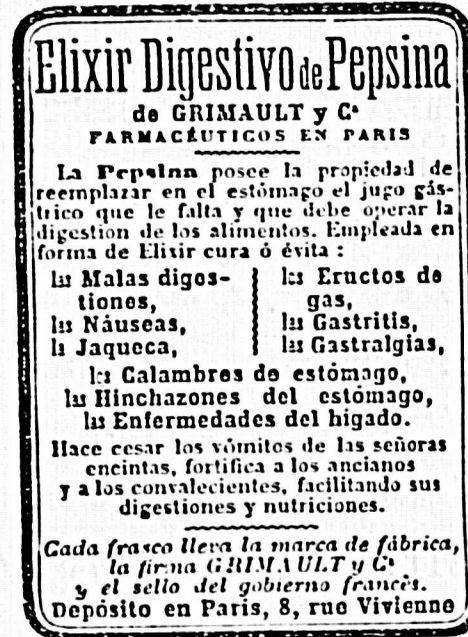 Elixir Digestivo de Pepsina
de GRIMAULT y Cª
FARMACÉUTICOS EN PARIS
La Pepsina posee la propiedad de
reemplazar en el estómago el jugo gás-
trico que le falta y que debe operar la
digestion de los alimentos. Empleada en
forma de Elixir cura ó évita :
las Malas diges-
tiones,
las Náuseas,
la Jaqueca,
los Eructos de
gas,
las Gastritis,
las Gastralgias,
los Calambres de estómago,
las Hinchazones del estómago,
las Enfermedades del higado.
Hace cesar los vómitos de las señoras
encintas, fortifica a los ancianos
y a los convalecientes, facilitando sus
digestiones y nutriciones.
Cada frasco lleva la marca de fábrica,
la firma GRIMAULT y Cª
y el sello del gobierno francés.
Depósito en Paris, 8, rue Vivienne